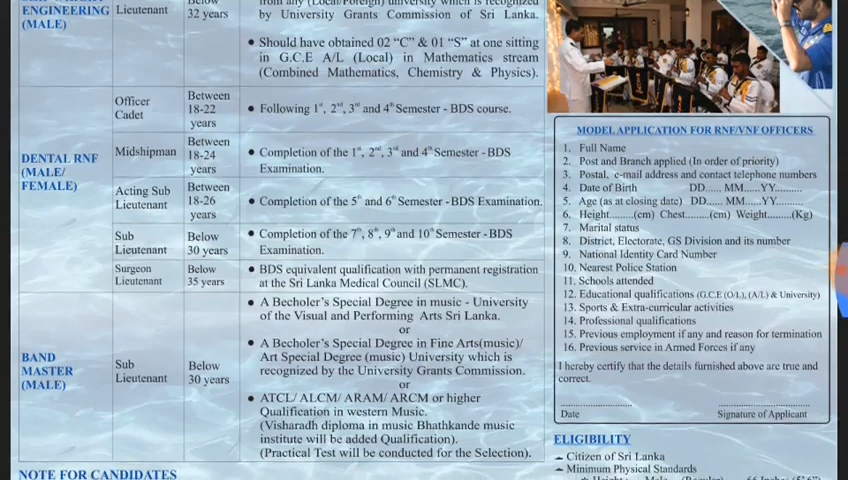 ENGINEERING
(MALE)
Lieutenant
Below
32 years
from any (Local/Foreign) university which is recognized
by University Grants Commission of Sri Lanka.
• Should have obtained 02 “C” & 01 “S” at one sitting
in G.C.E A/L (Local) in Mathematics stream
(Combined Mathematics, Chemistry & Physics).
DENTAL RNF
(MALE/
FEMALE)
Officer
Cadet
Between
18-22
years
• Following 1st, 2nd, 3rd and 4th Semester - BDS course.
Midshipman
Between
18-24
years
• Completion of the 1st, 2nd, 3rd and 4th Semester - BDS
Examination.
Acting Sub
Lieutenant
Between
18-26
years
• Completion of the 5th and 6th Semester - BDS Examination.
Sub
Lieutenant
Below
30 years
• Completion of the 7th, 8th, 9th and 10th Semester - BDS
Examination.
Surgeon
Lieutenant
Below
35 years
• BDS equivalent qualification with permanent registration
at the Sri Lanka Medical Council (SLMC).
BAND
MASTER
(MALE)
Sub
Lieutenant
Below
30 years
• A Becholer’s Special Degree in music - University
of the Visual and Performing Arts Sri Lanka.
or
• A Becholer’s Special Degree in Fine Arts(music)/
Art Special Degree (music) University which is
recognized by the University Grants Commission.
or
• ATCL/ ALCM/ ARAM/ ARCM or higher
Qualification in western Music.
(Visharadh diploma in music Bhathkande music
institute will be added Qualification).
(Practical Test will be conducted for the Selection).
NOTE FOR CANDIDATES
MODEL APPLICATION FOR RNF/VNF OFFICERS
1. Full Name
2. Post and Branch applied (In order of priority)
3. Postal, e-mail address and contact telephone numbers
4. Date of Birth DD...... MM......YY..........
5. Age (as at closing date) DD...... MM......YY..........
6. Height.........(cm) Chest........(cm) Weight.........(Kg)
7. Marital status
8. District, Electorate, GS Division and its number
9. National Identity Card Number
10. Nearest Police Station
11. Schools attended
12. Educational qualifications (G.C.E (O/L), (A/L) & University)
13. Sports & Extra-curricular activities
14. Professional qualifications
15. Previous employment if any and reason for termination
16. Previous service in Armed Forces if any
I hereby certify that the details furnished above are true and
correct.
Date
Signature of Applicant
ELIGIBILITY
Citizen of Sri Lanka
Minimum Physical Standards